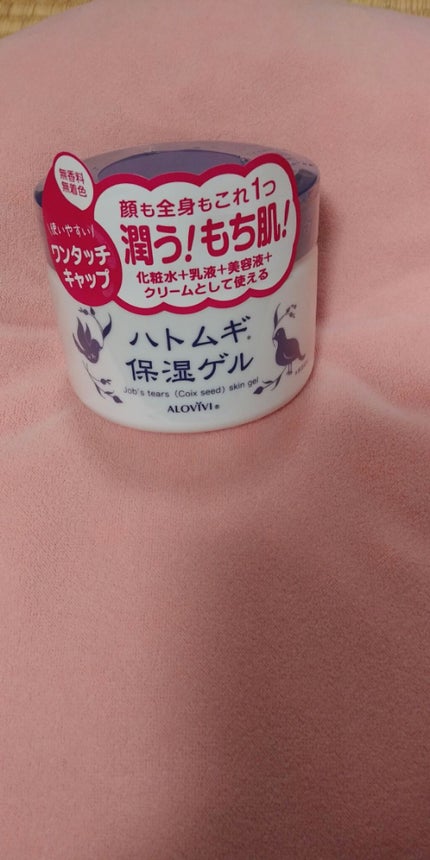 無香料
無着色
使いやすい
ワンタッチ
キャップ
顔も全身もこれ1つ
潤う!もち肌!
化粧水+乳液+美容液+
クリームとして使える
ハトムギ®
保湿ゲル
Job's tears (Coix seed) skin gel
ALOVIVI®